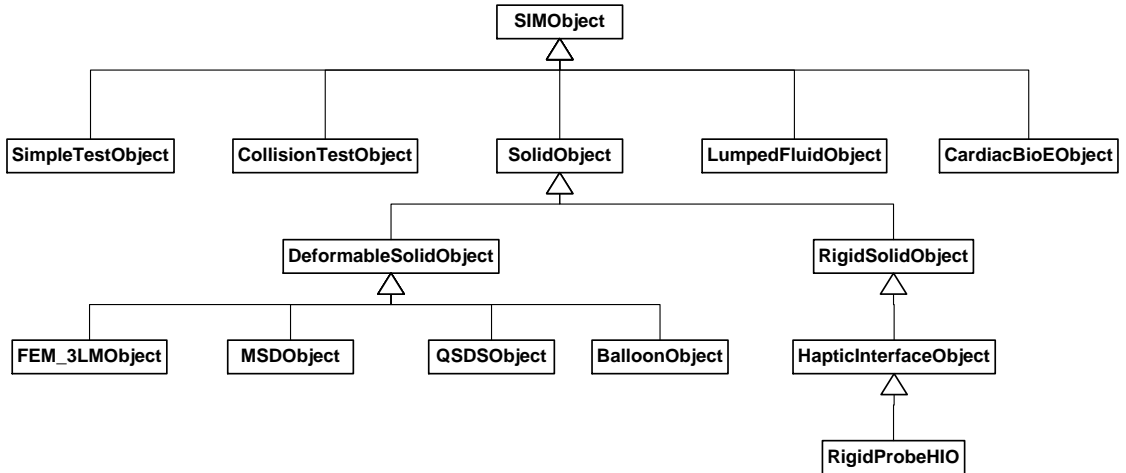 SIMObject
SimpleTestObject
CollisionTestObject
SolidObject
LumpedFluidObject
CardiacBioEObject
DeformableSolidObject
RigidSolidObject
FEM_3LMObject
MSDObject
QSDSObject
BalloonObject
HapticInterfaceObject
RigidProbeHIO